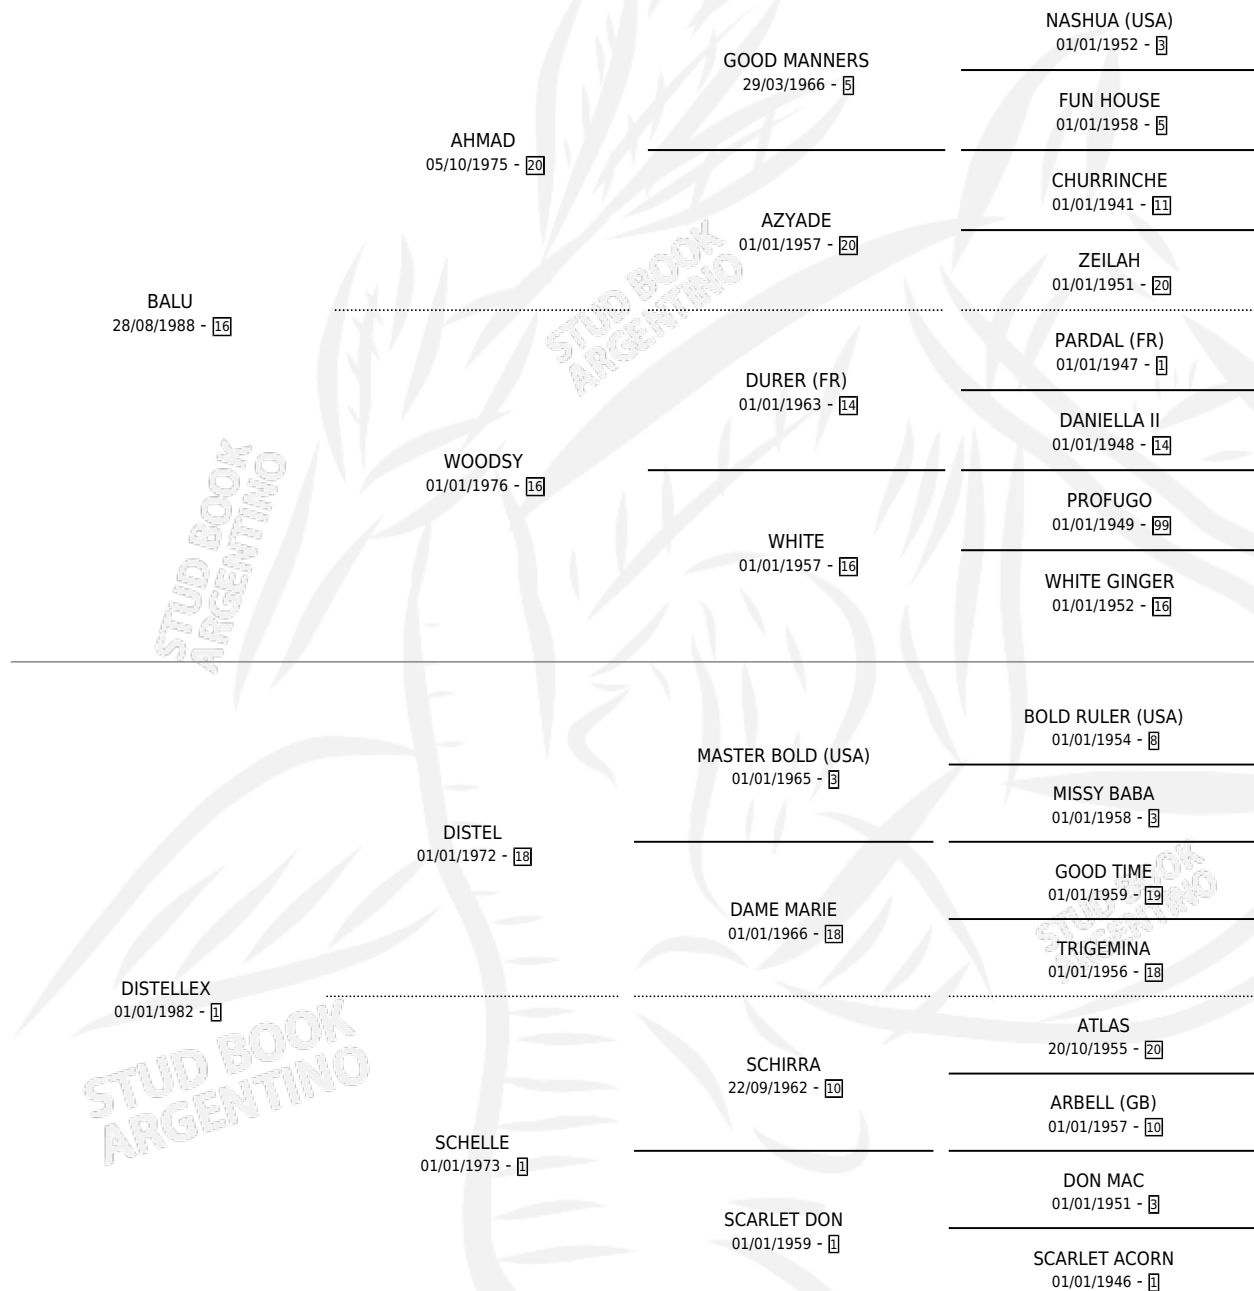 NASHUA (USA)
01/01/1952 - 3
GOOD MANNERS
29/03/1966 - 5
FUN HOUSE
01/01/1958 - 5
AHMAD
05/10/1975 - 20
CHURRINCHE
01/01/1941 - 11
AZYADE
01/01/1957 - 20
ZEILAH
01/01/1951 - 20
BALU
28/08/1988 - 16
PARDAL (FR)
01/01/1947 - 1
DURER (FR)
01/01/1963 - 14
DANIELLA II
01/01/1948 - 14
WOODSY
01/01/1976 - 16
PROFUGO
01/01/1949 - 99
WHITE
01/01/1957 - 16
WHITE GINGER
01/01/1952 - 16
STUD BOOK
ARGENTINO
STUD BOOK
ARGENTINO
BOLD RULER (USA)
01/01/1954 - 8
MASTER BOLD (USA)
01/01/1965 - 3
MISSY BABA
01/01/1958 - 3
DISTEL
01/01/1972 - 18
GOOD TIME
01/01/1959 - 19
DAME MARIE
01/01/1966 - 18
TRIGEMINA
01/01/1956 - 18
STUD BOOK
ARGENTINO
DISTELLEX
01/01/1982 - 1
ATLAS
20/10/1955 - 20
SCHIRRA
22/09/1962 - 10
ARBELL (GB)
01/01/1957 - 10
STUD BOOK
ARGENTINO
SCHELLE
01/01/1973 - 1
DON MAC
01/01/1951 - 3
SCARLET DON
01/01/1959 - 1
SCARLET ACORN
01/01/1946 - 1